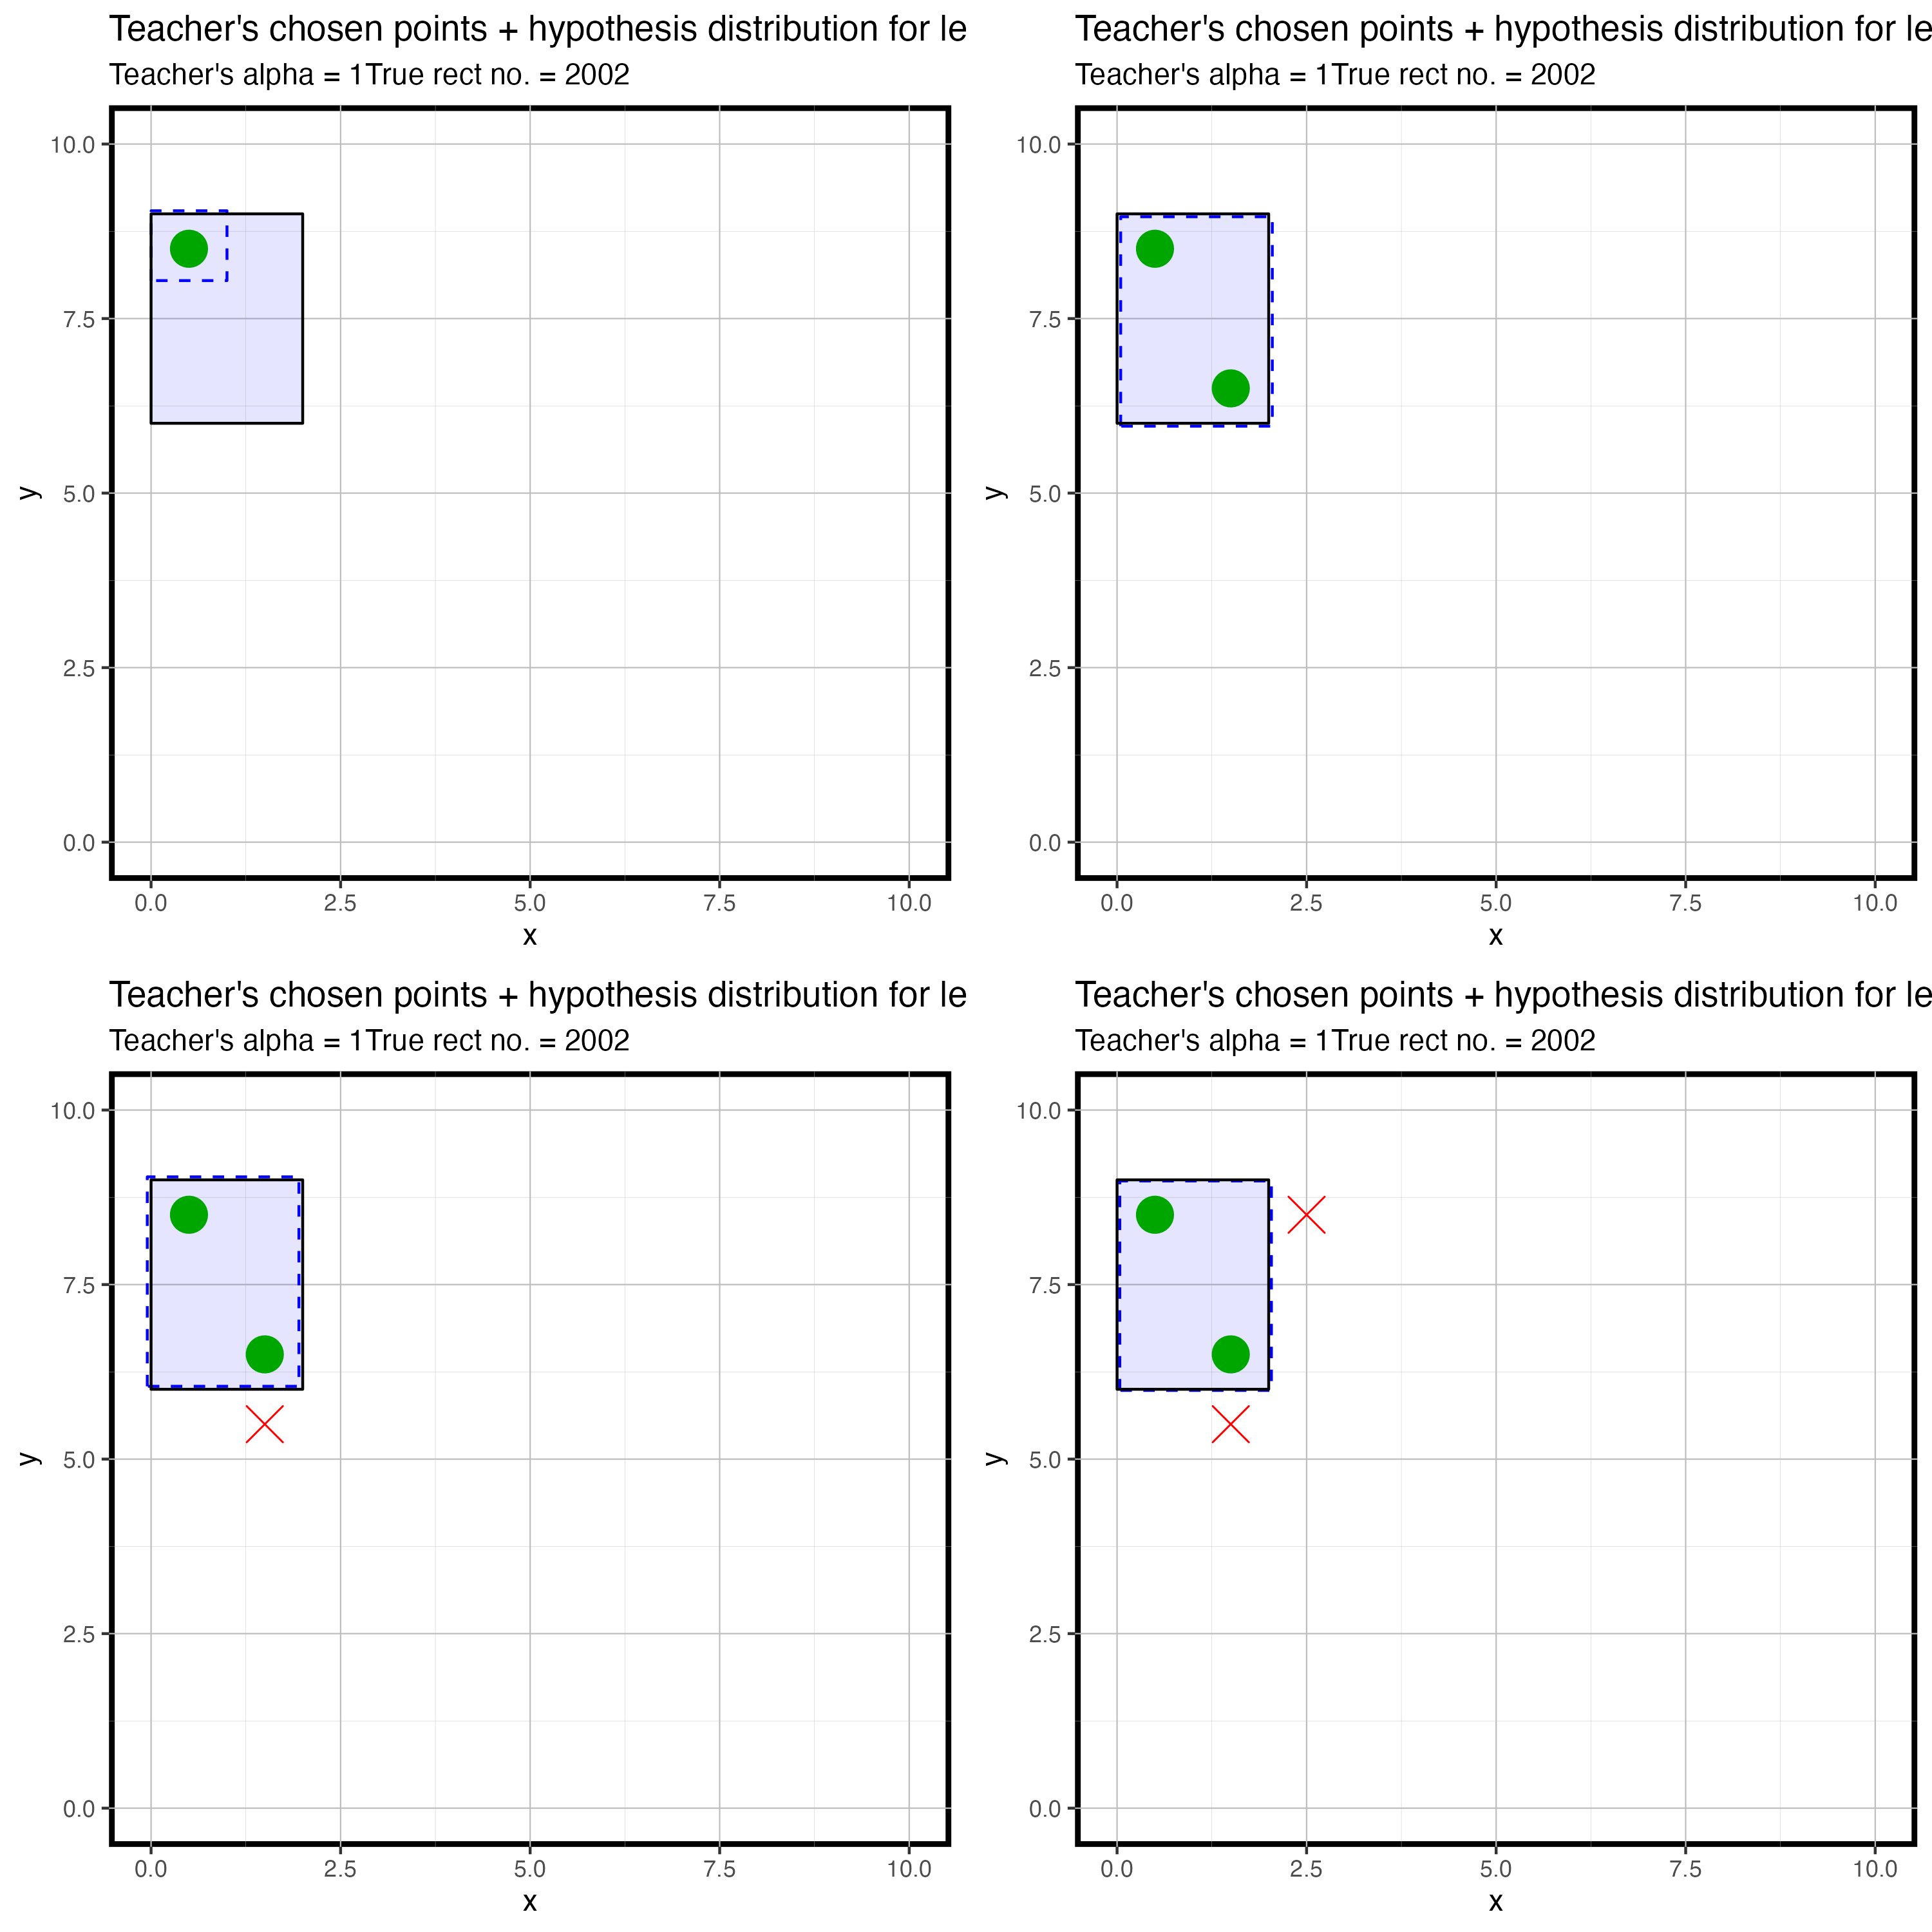 Teacher's chosen points + hypothesis distribution for le
Teacher's alpha = 1True rect no. = 2002
10.0
7.5
5.0
2.5
0.0
y
0.0 2.5 5.0 7.5 10.0
x
Teacher's chosen points + hypothesis distribution for le
Teacher's alpha = 1True rect no. = 2002
10.0
7.5
5.0
2.5
0.0
y
0.0 2.5 5.0 7.5 10.0
x
Teacher's chosen points + hypothesis distribution for le
Teacher's alpha = 1True rect no. = 2002
10.0
7.5
5.0
2.5
0.0
y
0.0 2.5 5.0 7.5 10.0
x
Teacher's chosen points + hypothesis distribution for le
Teacher's alpha = 1True rect no. = 2002
10.0
7.5
5.0
2.5
0.0
y
0.0 2.5 5.0 7.5 10.0
x